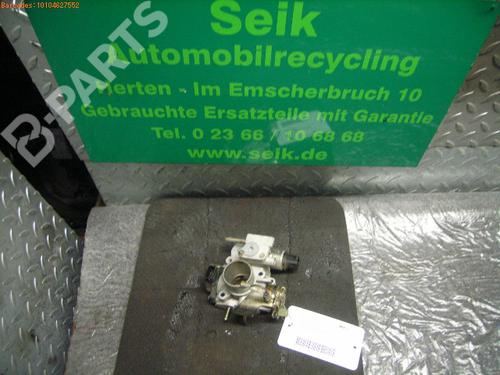 Barcodes:10104627552
Seik
Automobilrecycling
Herten - Im Emscherbruch 10
Gebrauchte Ersatzteile mit Garantie
Tel. 0 23 66 / 10 68 68
www.seik.de
B-PARTS